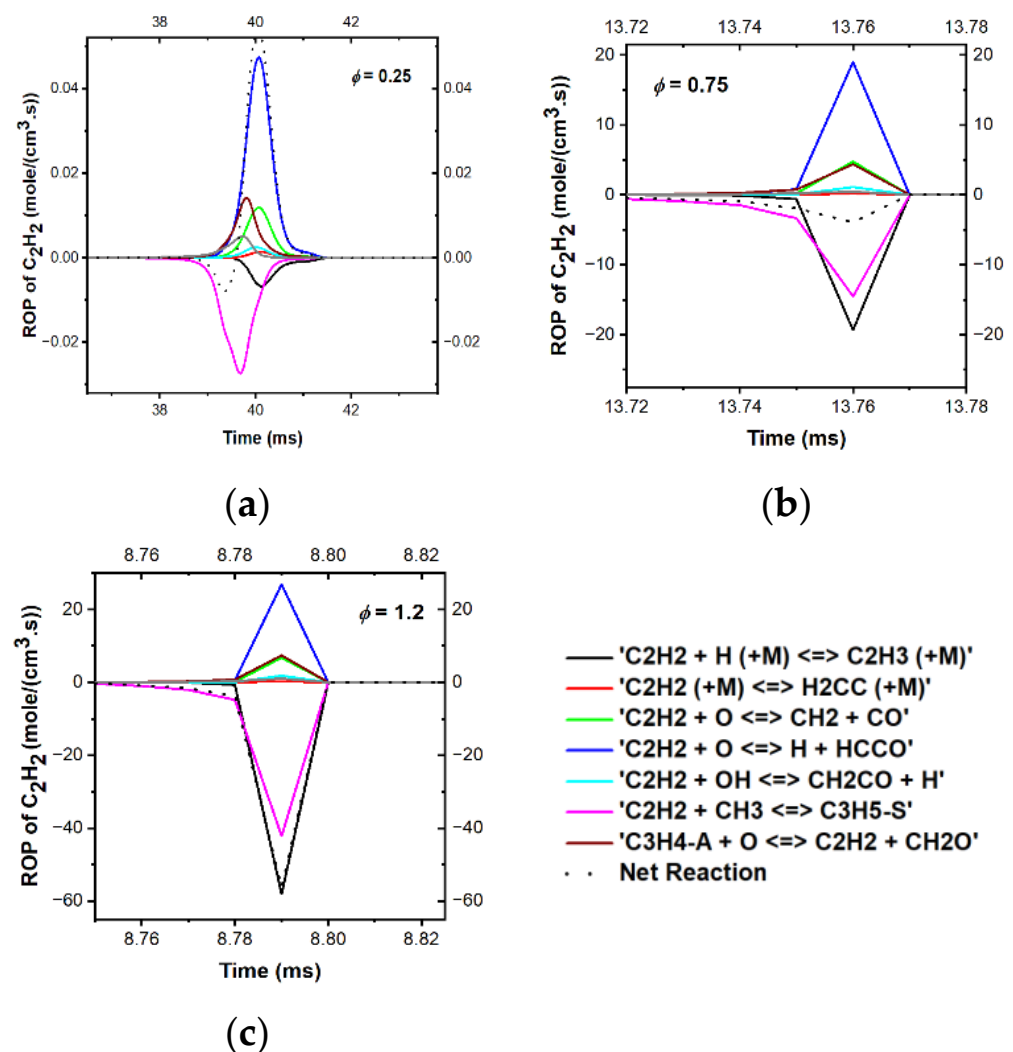 38 40 42
ϕ = 0.25
ROP of C₂H₂ (mole/(cm³.s))
0.04 0.04
0.02 0.02
0.00 0.00
−0.02 −0.02
38 40 42
Time (ms)
(a)
13.72 13.74 13.76 13.78
ϕ = 0.75
ROP of C₂H₂ (mole/(cm³.s))
20 20
10 10
0 0
−10 −10
−20 −20
13.72 13.74 13.76 13.78
Time (ms)
(b)
8.76 8.78 8.80 8.82
ϕ = 1.2
ROP of C₂H₂ (mole/(cm³.s))
20 20
0 0
−20 −20
−40 −40
−60 −60
8.76 8.78 8.80 8.82
Time (ms)
(c)
'C2H2 + H (+M) <=> C2H3 (+M)'
'C2H2 (+M) <=> H2CC (+M)'
'C2H2 + O <=> CH2 + CO'
'C2H2 + O <=> H + HCCO'
'C2H2 + OH <=> CH2CO + H'
'C2H2 + CH3 <=> C3H5-S'
'C3H4-A + O <=> C2H2 + CH2O'
Net Reaction